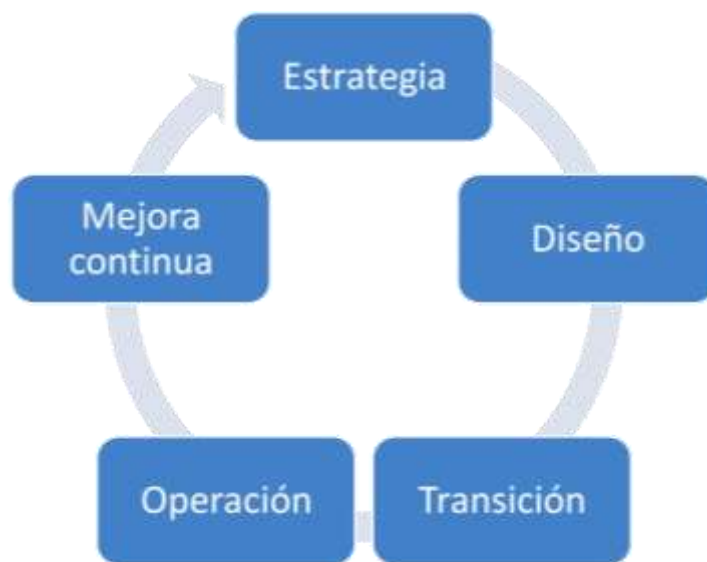 Estrategia
Diseño
Transición
Operación
Mejora
continua